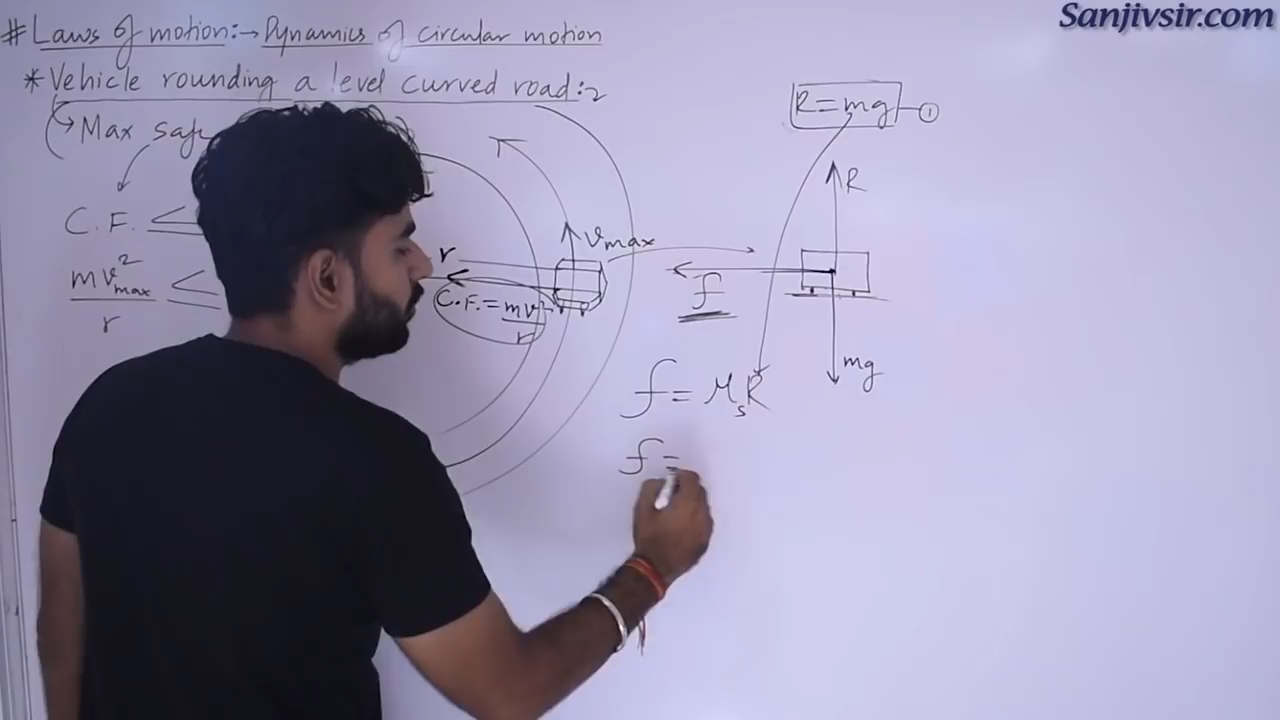 Sanjivsir.com
# Laws of motion:→ Dynamics of circular motion
* Vehicle rounding a level curved road:
→ Max saf
C.F. ≤
mv²max / r ≤
r
vmax
C.F. = mv² / r
R = mg — ①
R
f
mg
f = μsR
f =